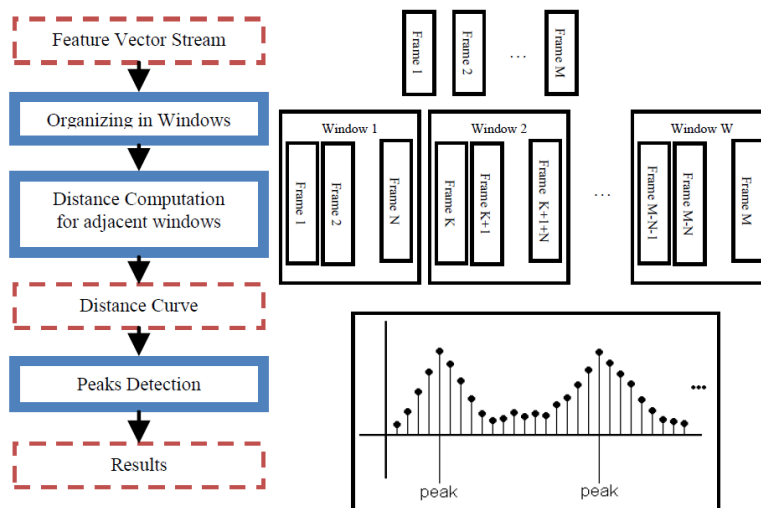 Feature Vector Stream
Organizing in Windows
Distance Computation
for adjacent windows
Distance Curve
Peaks Detection
Results
Frame 1
Frame 2
...
Frame M
Window 1
Frame 1
Frame 2
Frame N
Window 2
Frame K
Frame K+1
Frame K+1+N
...
Window W
Frame M-N-1
Frame M-N
Frame M
...
peak
peak